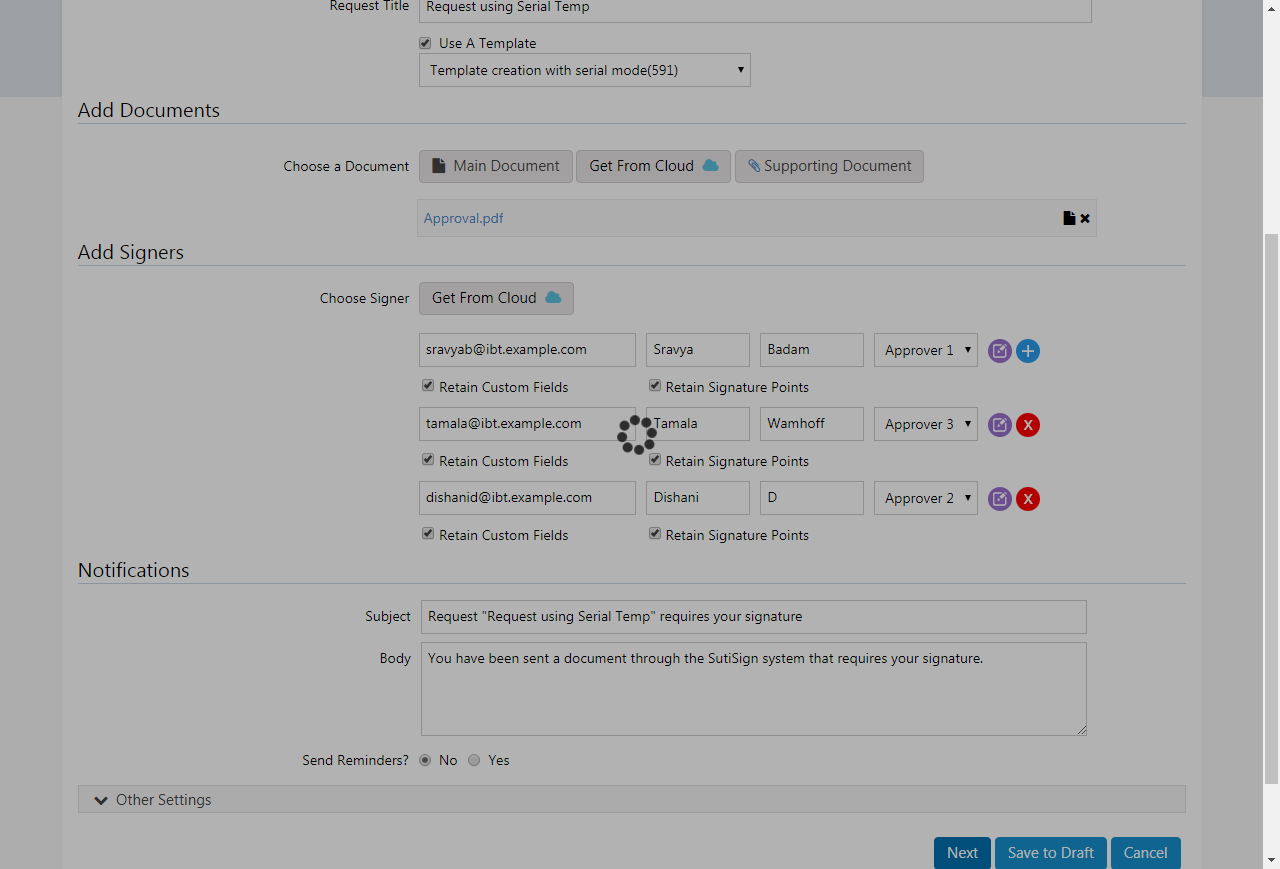 Request Title Request using Serial Temp
Use A Template
Template creation with serial mode(591)
Add Documents
Choose a Document Main Document Get From Cloud Supporting Document
Approval.pdf
Add Signers
Choose Signer Get From Cloud
sravyab@ibt.example.com Sravya Badam Approver 1
Retain Custom Fields Retain Signature Points
tamala@ibt.example.com Tamala Wamhoff Approver 3 X
Retain Custom Fields Retain Signature Points
dishanid@ibt.example.com Dishani D Approver 2 X
Retain Custom Fields Retain Signature Points
Notifications
Subject Request "Request using Serial Temp" requires your signature
Body You have been sent a document through the SutiSign system that requires your signature.
Send Reminders? No Yes
Other Settings
Next Save to Draft Cancel